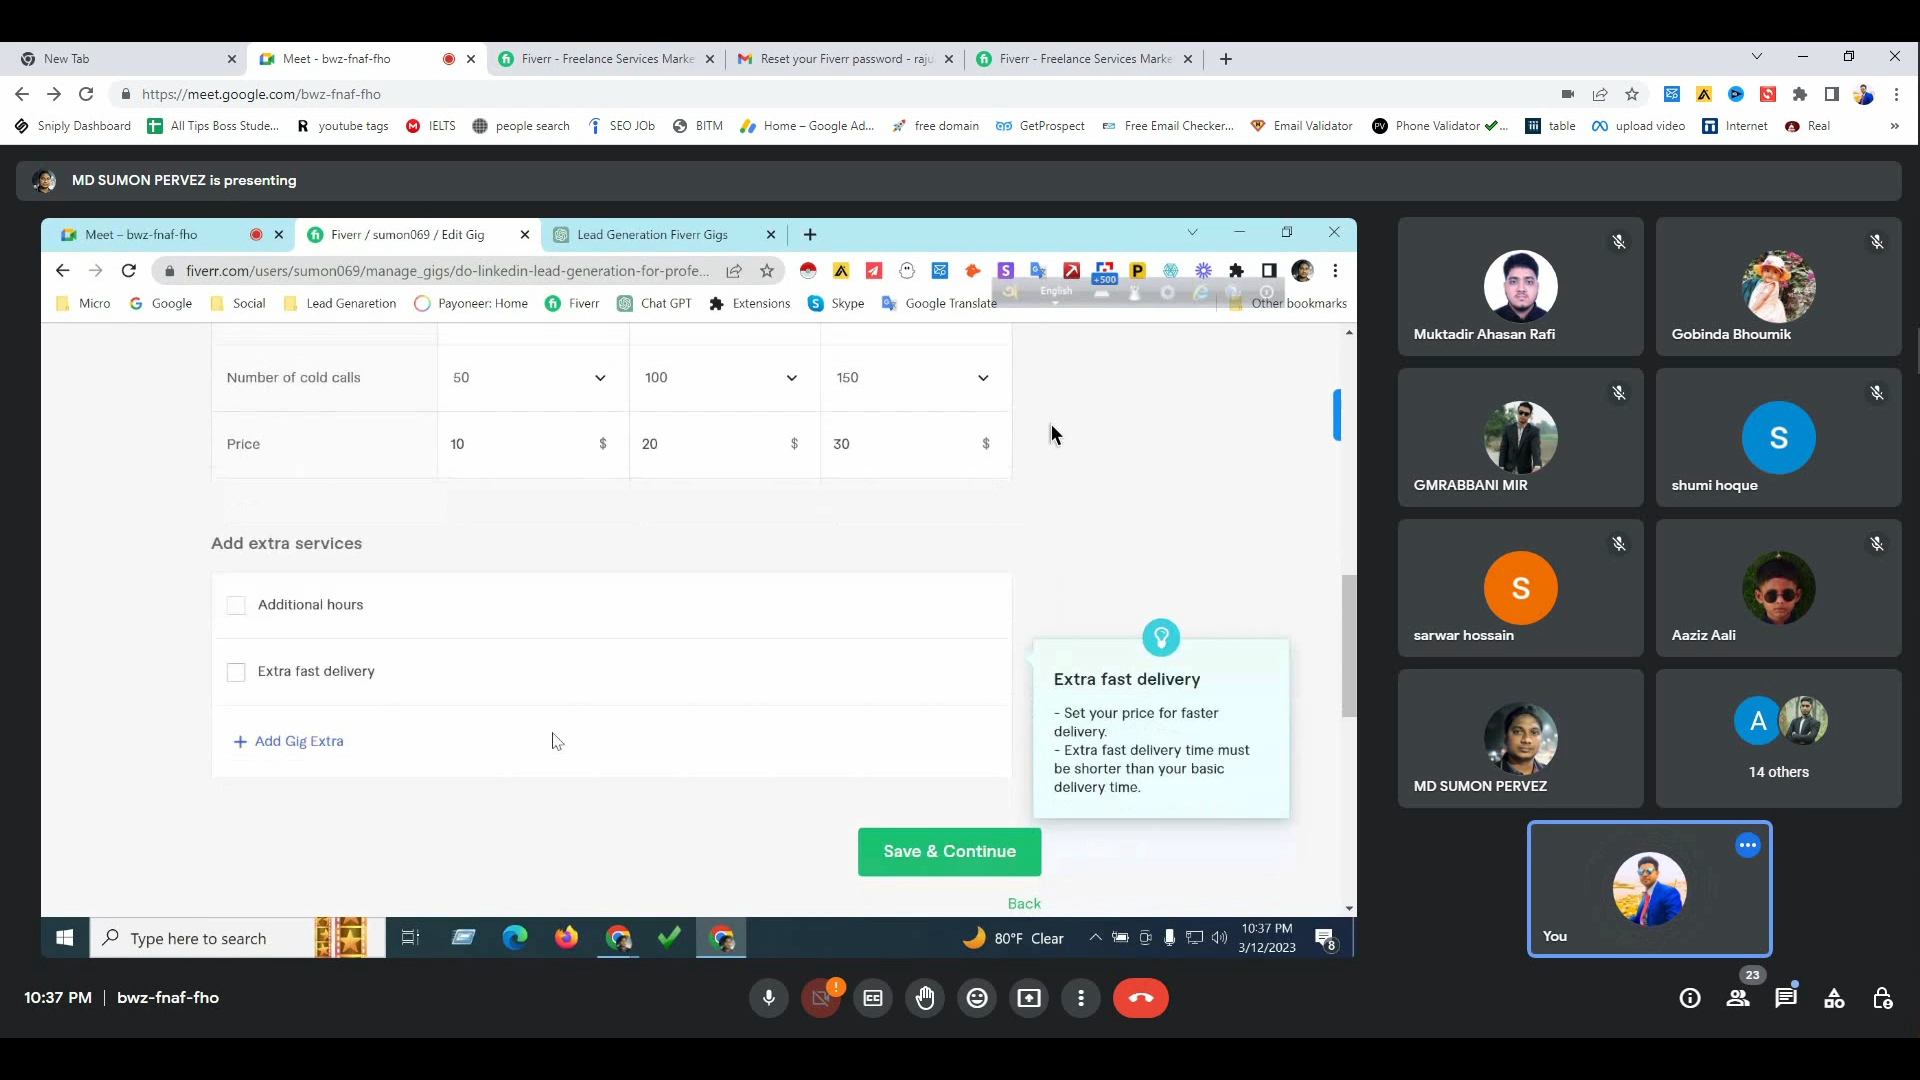 New Tab
Meet - bwz-fnaf-fho
Fiverr - Freelance Services Marke
Reset your Fiverr password - raju
Fiverr - Freelance Services Marke
https://meet.google.com/bwz-fnaf-fho
Sniply Dashboard
All Tips Boss Stude...
youtube tags
IELTS
people search
SEO JOb
BITM
Home – Google Ad...
free domain
GetProspect
Free Email Checker...
Email Validator
Phone Validator ✔...
table
upload video
Internet
Real
»
MD SUMON PERVEZ is presenting
Meet – bwz-fnaf-fho
Fiverr / sumon069 / Edit Gig
Lead Generation Fiverr Gigs
fiverr.com/users/sumon069/manage_gigs/do-linkedin-lead-generation-for-profe...
+500
English
Micro
Google
Social
Lead Genaretion
Payoneer: Home
Fiverr
Chat GPT
Extensions
Skype
Google Translate
Other bookmarks
Number of cold calls
50
100
150
Price
10 $
20 $
30 $
Add extra services
Additional hours
Extra fast delivery
+ Add Gig Extra
Extra fast delivery
- Set your price for faster
delivery.
- Extra fast delivery time must
be shorter than your basic
delivery time.
Save & Continue
Back
Type here to search
80°F Clear
10:37 PM
3/12/2023
8
Muktadir Ahasan Rafi
Gobinda Bhoumik
GMRABBANI MIR
S
shumi hoque
S
sarwar hossain
Aaziz Aali
MD SUMON PERVEZ
A
14 others
You
10:37 PM | bwz-fnaf-fho
23